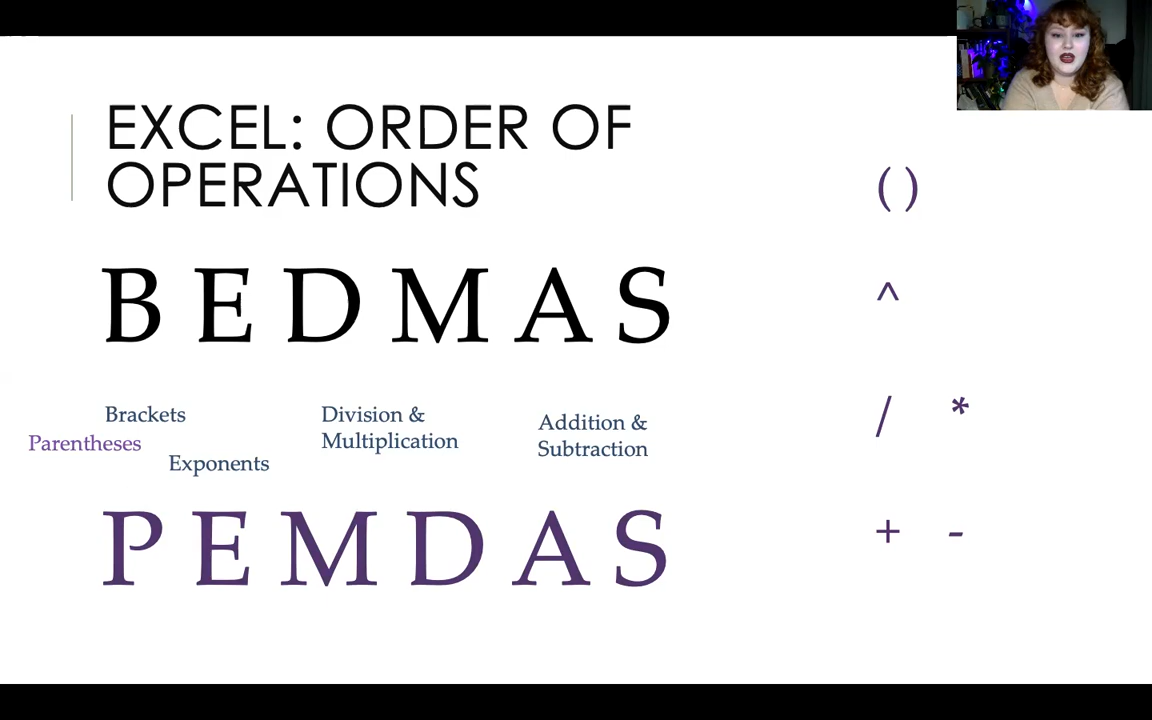 EXCEL: ORDER OF
OPERATIONS
( )
B E D M A S
^
Brackets
Parentheses
Exponents
Division &
Multiplication
Addition &
Subtraction
/ *
P E M D A S
+ -